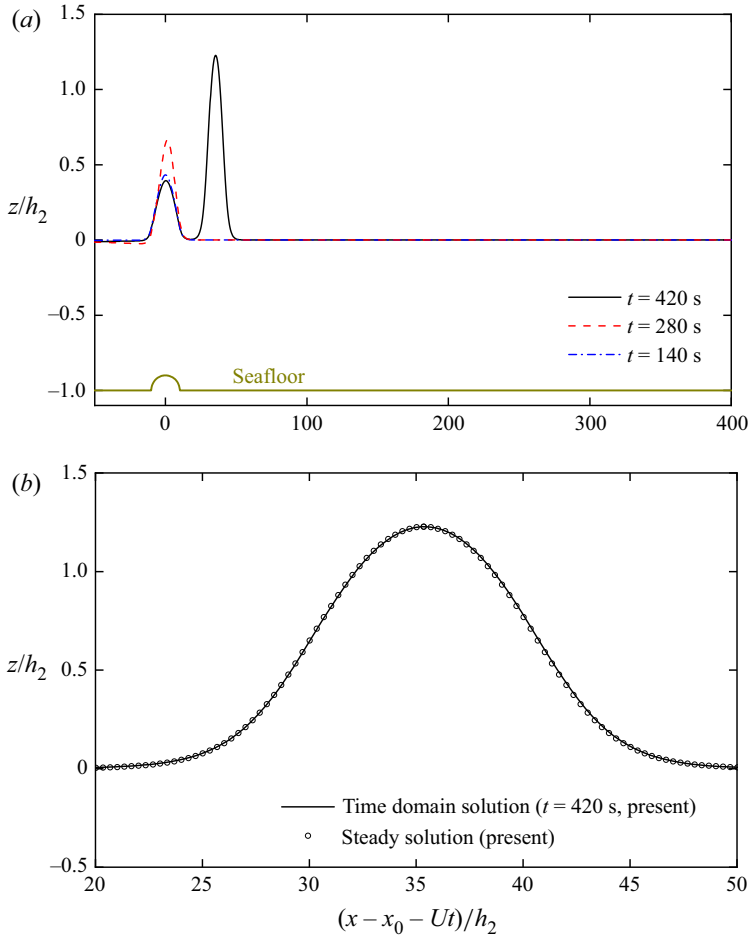 (a)
1.5
1.0
0.5
z/h₂
0
−0.5
−1.0
t = 420 s
t = 280 s
t = 140 s
Seafloor
0
100
200
300
400
(b)
1.5
1.0
z/h₂
0.5
0
−0.5
Time domain solution (t = 420 s, present)
Steady solution (present)
20
25
30
35
40
45
50
(x – x₀ – Ut)/h₂